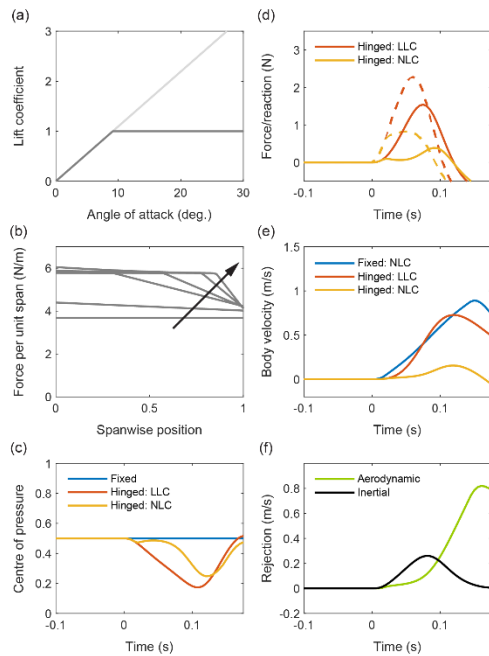 (a)
3
2
1
0
Lift coefficient
0 10 20 30
Angle of attack (deg.)
(b)
6
4
2
0
Force per unit span (N/m)
0 0.5 1
Spanwise position
(c)
1
0.8
0.6
0.4
0.2
0
Centre of pressure
Fixed
Hinged: LLC
Hinged: NLC
-0.1 0 0.1
Time (s)
(d)
3
2
1
0
Force/reaction (N)
Hinged: LLC
Hinged: NLC
-0.1 0 0.1
Time (s)
(e)
1.5
1
0.5
0
Body velocity (m/s)
Fixed: NLC
Hinged: LLC
Hinged: NLC
-0.1 0 0.1
Time (s)
(f)
0.8
0.6
0.4
0.2
0
-0.2
Rejection (m/s)
Aerodynamic
Inertial
-0.1 0 0.1
Time (s)